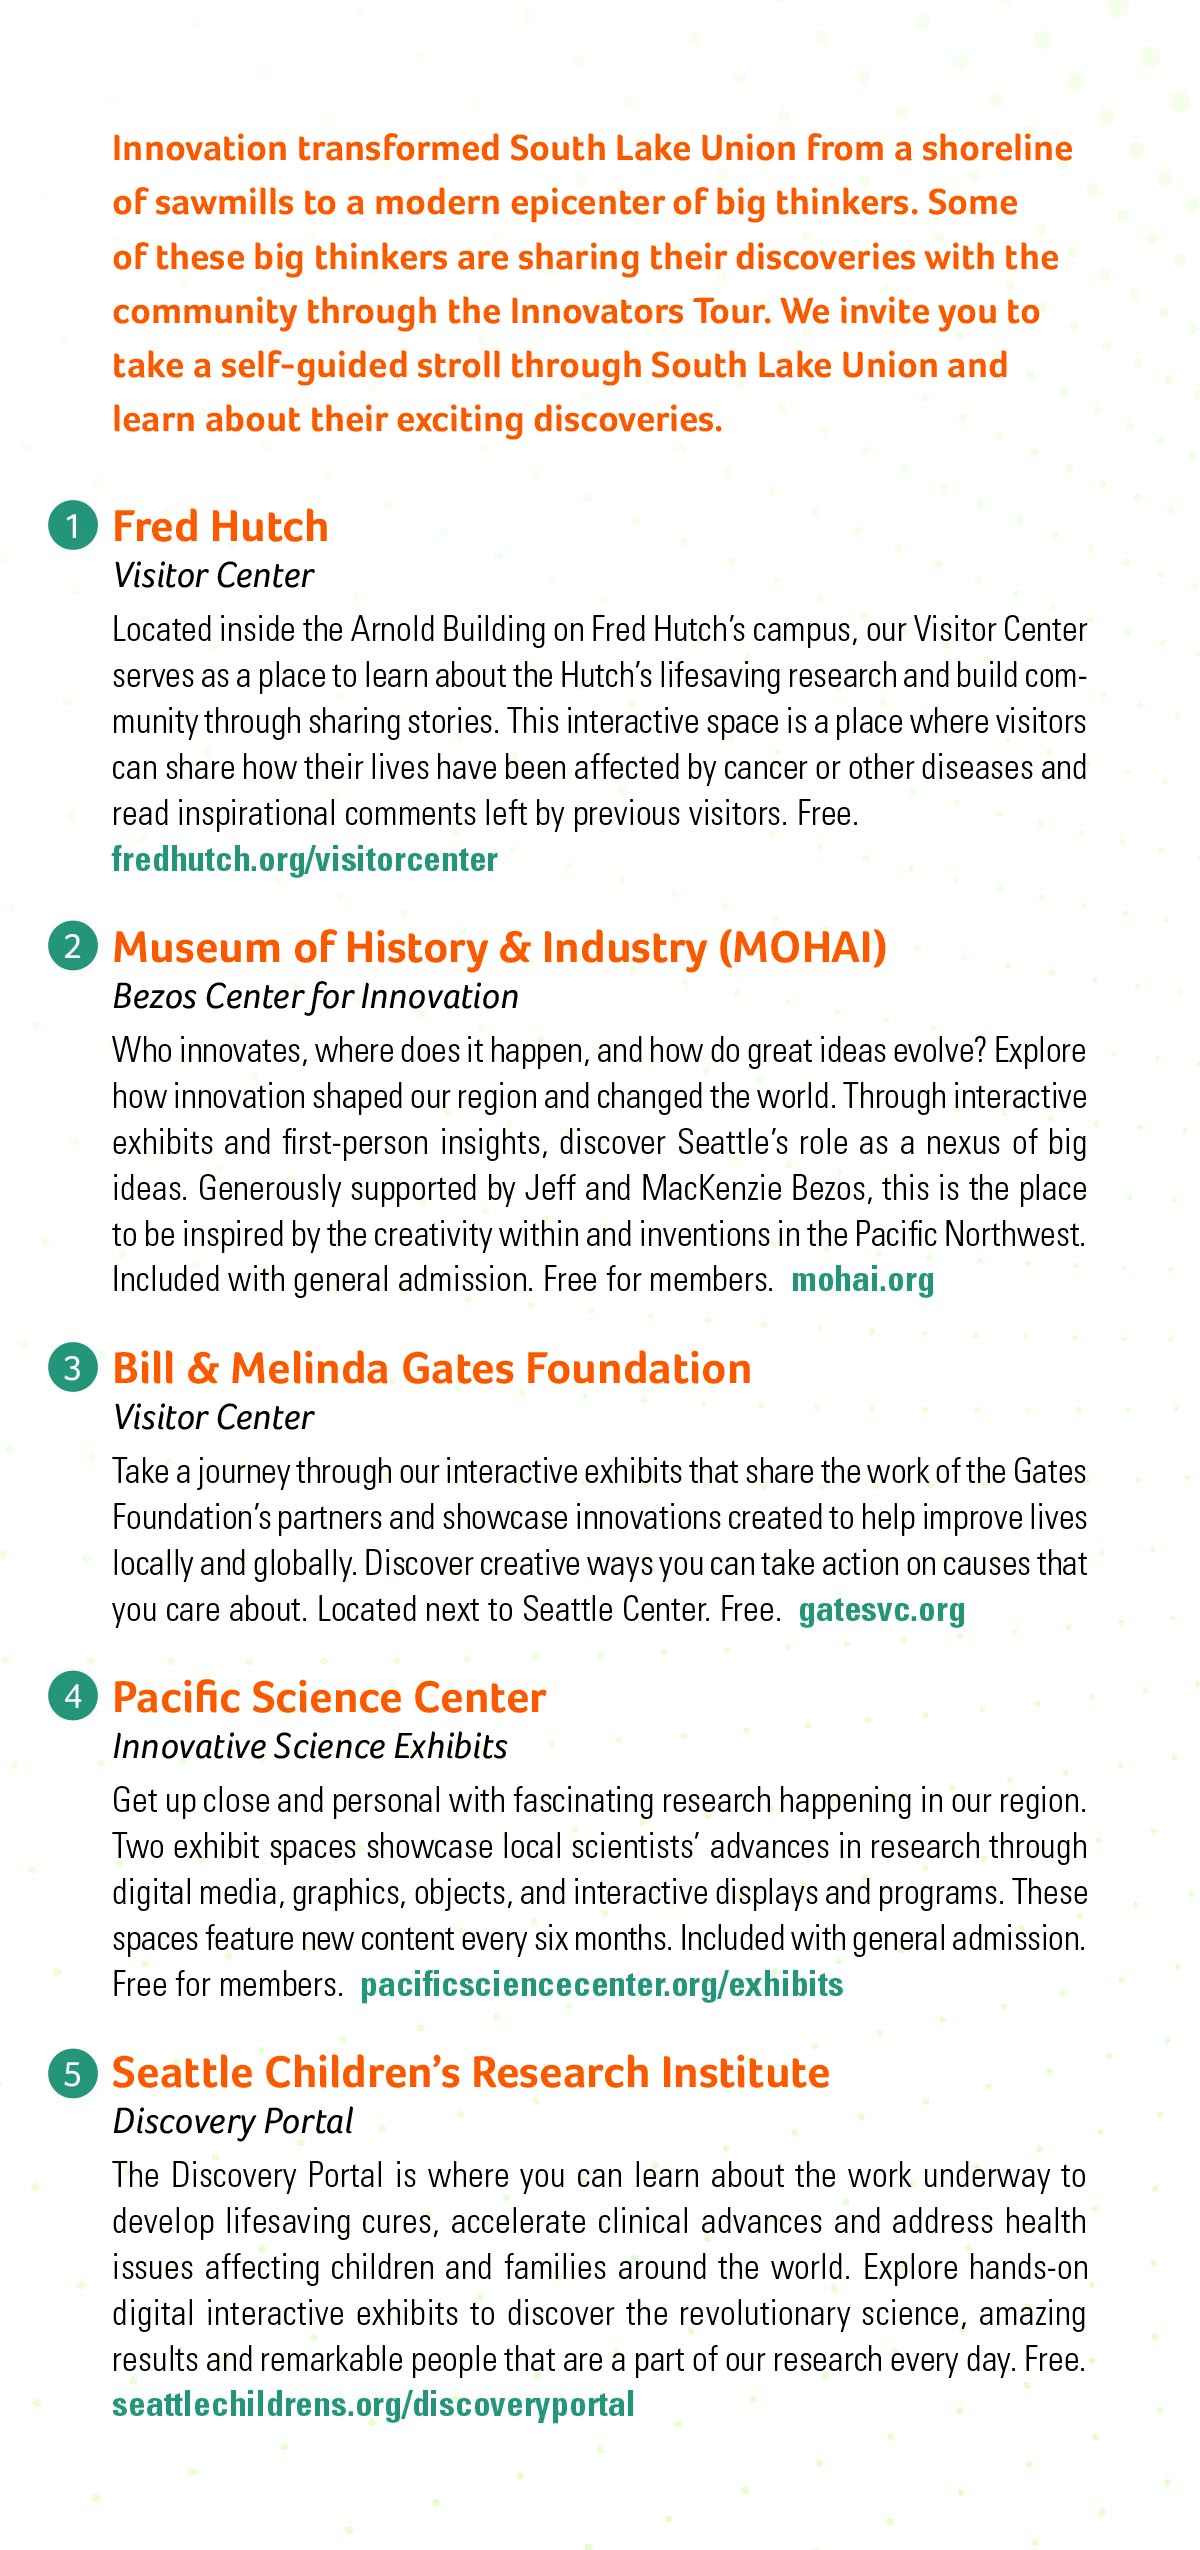 Innovation transformed South Lake Union from a shoreline
of sawmills to a modern epicenter of big thinkers. Some
of these big thinkers are sharing their discoveries with the
community through the Innovators Tour. We invite you to
take a self-guided stroll through South Lake Union and
learn about their exciting discoveries.
1 Fred Hutch
Visitor Center
Located inside the Arnold Building on Fred Hutch’s campus, our Visitor Center
serves as a place to learn about the Hutch’s lifesaving research and build com-
munity through sharing stories. This interactive space is a place where visitors
can share how their lives have been affected by cancer or other diseases and
read inspirational comments left by previous visitors. Free.
fredhutch.org/visitorcenter
2 Museum of History & Industry (MOHAI)
Bezos Center for Innovation
Who innovates, where does it happen, and how do great ideas evolve? Explore
how innovation shaped our region and changed the world. Through interactive
exhibits and first-person insights, discover Seattle’s role as a nexus of big
ideas. Generously supported by Jeff and MacKenzie Bezos, this is the place
to be inspired by the creativity within and inventions in the Pacific Northwest.
Included with general admission. Free for members. mohai.org
3 Bill & Melinda Gates Foundation
Visitor Center
Take a journey through our interactive exhibits that share the work of the Gates
Foundation’s partners and showcase innovations created to help improve lives
locally and globally. Discover creative ways you can take action on causes that
you care about. Located next to Seattle Center. Free. gatesvc.org
4 Pacific Science Center
Innovative Science Exhibits
Get up close and personal with fascinating research happening in our region.
Two exhibit spaces showcase local scientists’ advances in research through
digital media, graphics, objects, and interactive displays and programs. These
spaces feature new content every six months. Included with general admission.
Free for members. pacificsciencecenter.org/exhibits
5 Seattle Children’s Research Institute
Discovery Portal
The Discovery Portal is where you can learn about the work underway to
develop lifesaving cures, accelerate clinical advances and address health
issues affecting children and families around the world. Explore hands-on
digital interactive exhibits to discover the revolutionary science, amazing
results and remarkable people that are a part of our research every day. Free.
seattlechildrens.org/discoveryportal